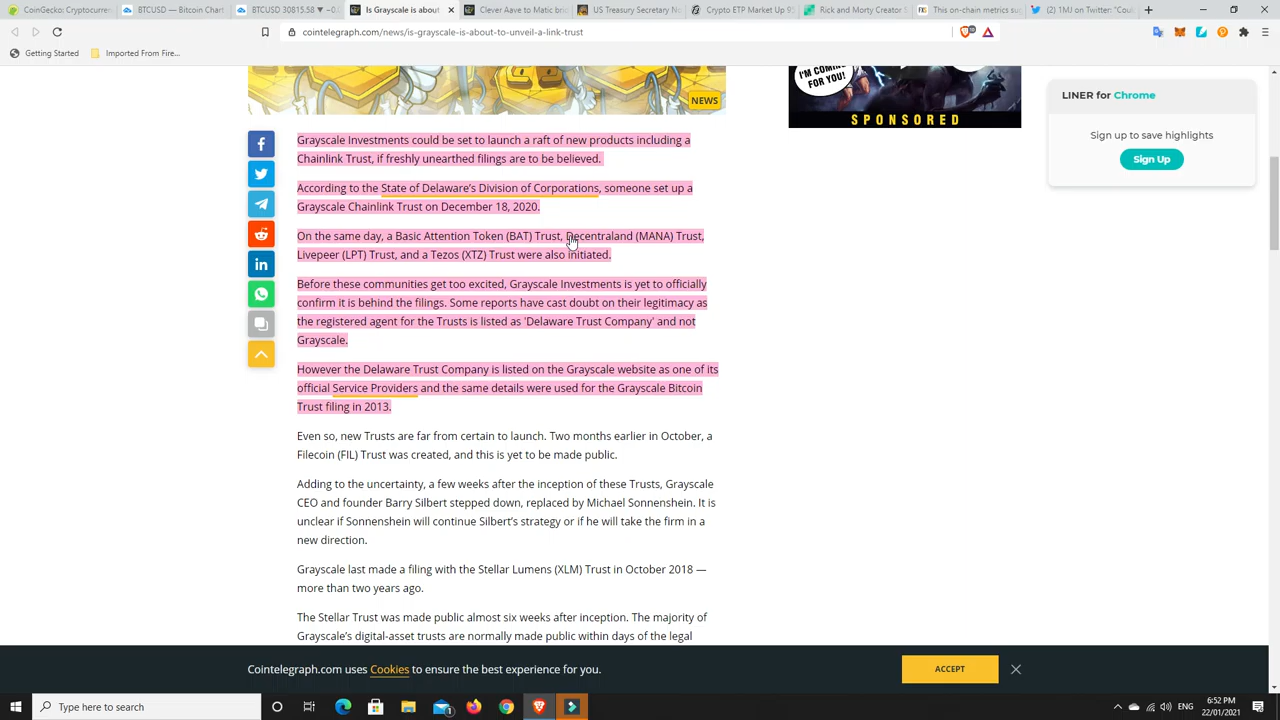 CoinGecko: Cryptocurren
BTCUSD — Bitcoin Chart
BTCUSD 30815.58 ▼ −0.
Is Grayscale is about
Clever Aave to Matic bri
US Treasury Secretary No
Crypto ETP Market Up 9
Rick and Morty Creator S
This on-chain metrics sug
(2) 1MJ on Twitter: "Coul
cointelegraph.com/news/is-grayscale-is-about-to-unveil-a-link-trust
Getting Started
Imported From Fire...
NEWS
I'M COMING
FOR YOU!
SPONSORED
LINER for Chrome
Sign up to save highlights
Sign Up
Grayscale Investments could be set to launch a raft of new products including a
Chainlink Trust, if freshly unearthed filings are to be believed.
According to the State of Delaware's Division of Corporations, someone set up a
Grayscale Chainlink Trust on December 18, 2020.
On the same day, a Basic Attention Token (BAT) Trust, Decentraland (MANA) Trust,
Livepeer (LPT) Trust, and a Tezos (XTZ) Trust were also initiated.
Before these communities get too excited, Grayscale Investments is yet to officially
confirm it is behind the filings. Some reports have cast doubt on their legitimacy as
the registered agent for the Trusts is listed as 'Delaware Trust Company' and not
Grayscale.
However the Delaware Trust Company is listed on the Grayscale website as one of its
official Service Providers and the same details were used for the Grayscale Bitcoin
Trust filing in 2013.
Even so, new Trusts are far from certain to launch. Two months earlier in October, a
Filecoin (FIL) Trust was created, and this is yet to be made public.
Adding to the uncertainty, a few weeks after the inception of these Trusts, Grayscale
CEO and founder Barry Silbert stepped down, replaced by Michael Sonnenshein. It is
unclear if Sonnenshein will continue Silbert's strategy or if he will take the firm in a
new direction.
Grayscale last made a filing with the Stellar Lumens (XLM) Trust in October 2018 —
more than two years ago.
The Stellar Trust was made public almost six weeks after inception. The majority of
Grayscale's digital-asset trusts are normally made public within days of the legal
Cointelegraph.com uses Cookies to ensure the best experience for you.
ACCEPT
Type here to search
ENG
6:52 PM
22/01/2021